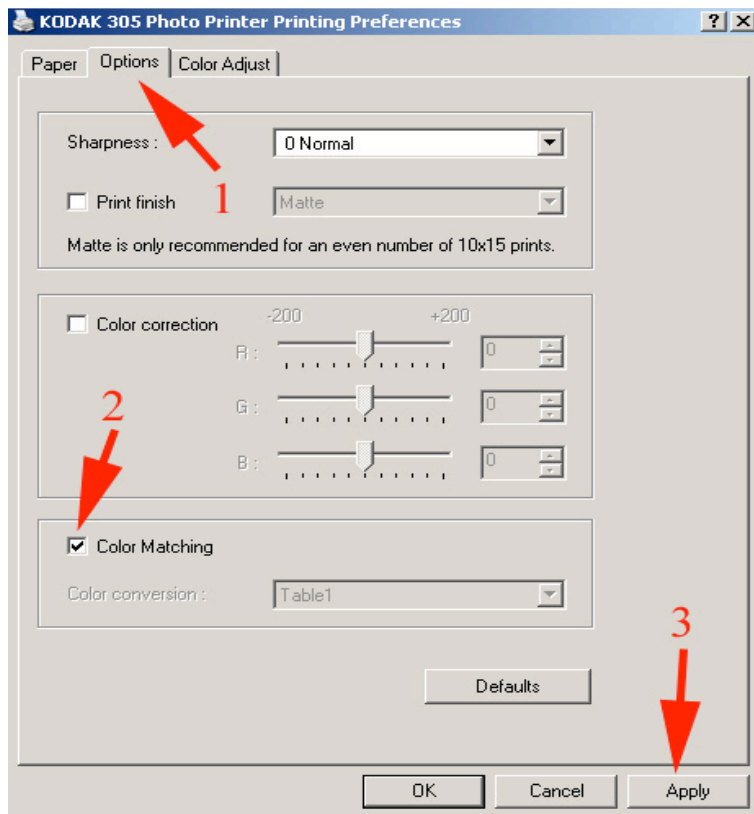 KODAK 305 Photo Printer Printing Preferences
Paper Options Color Adjust
1
Sharpness : 0 Normal
Print finish Matte
Matte is only recommended for an even number of 10x15 prints.
Color correction -200 +200
R : 0
G : 0
B : 0
2
Color Matching
Color conversion : Table1
3
Defaults
OK Cancel Apply